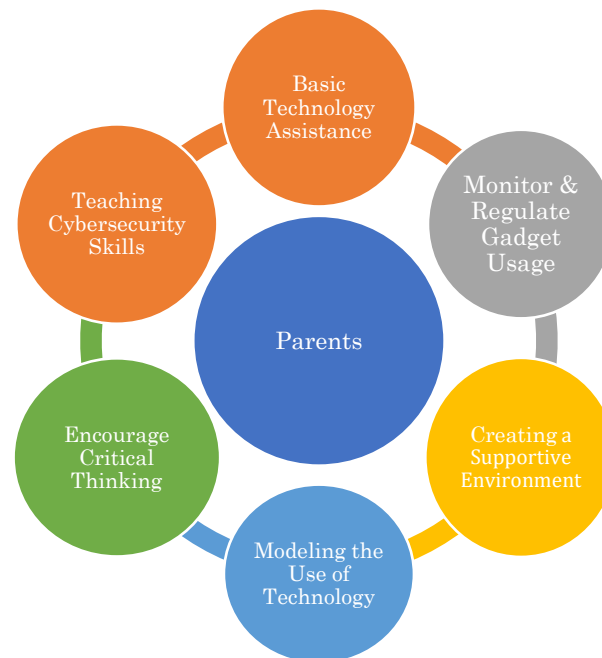 Basic
Technology
Assistance
Monitor &
Regulate
Gadget
Usage
Creating a
Supportive
Environment
Modeling the
Use of
Technology
Encourage
Critical
Thinking
Teaching
Cybersecurity
Skills
Parents